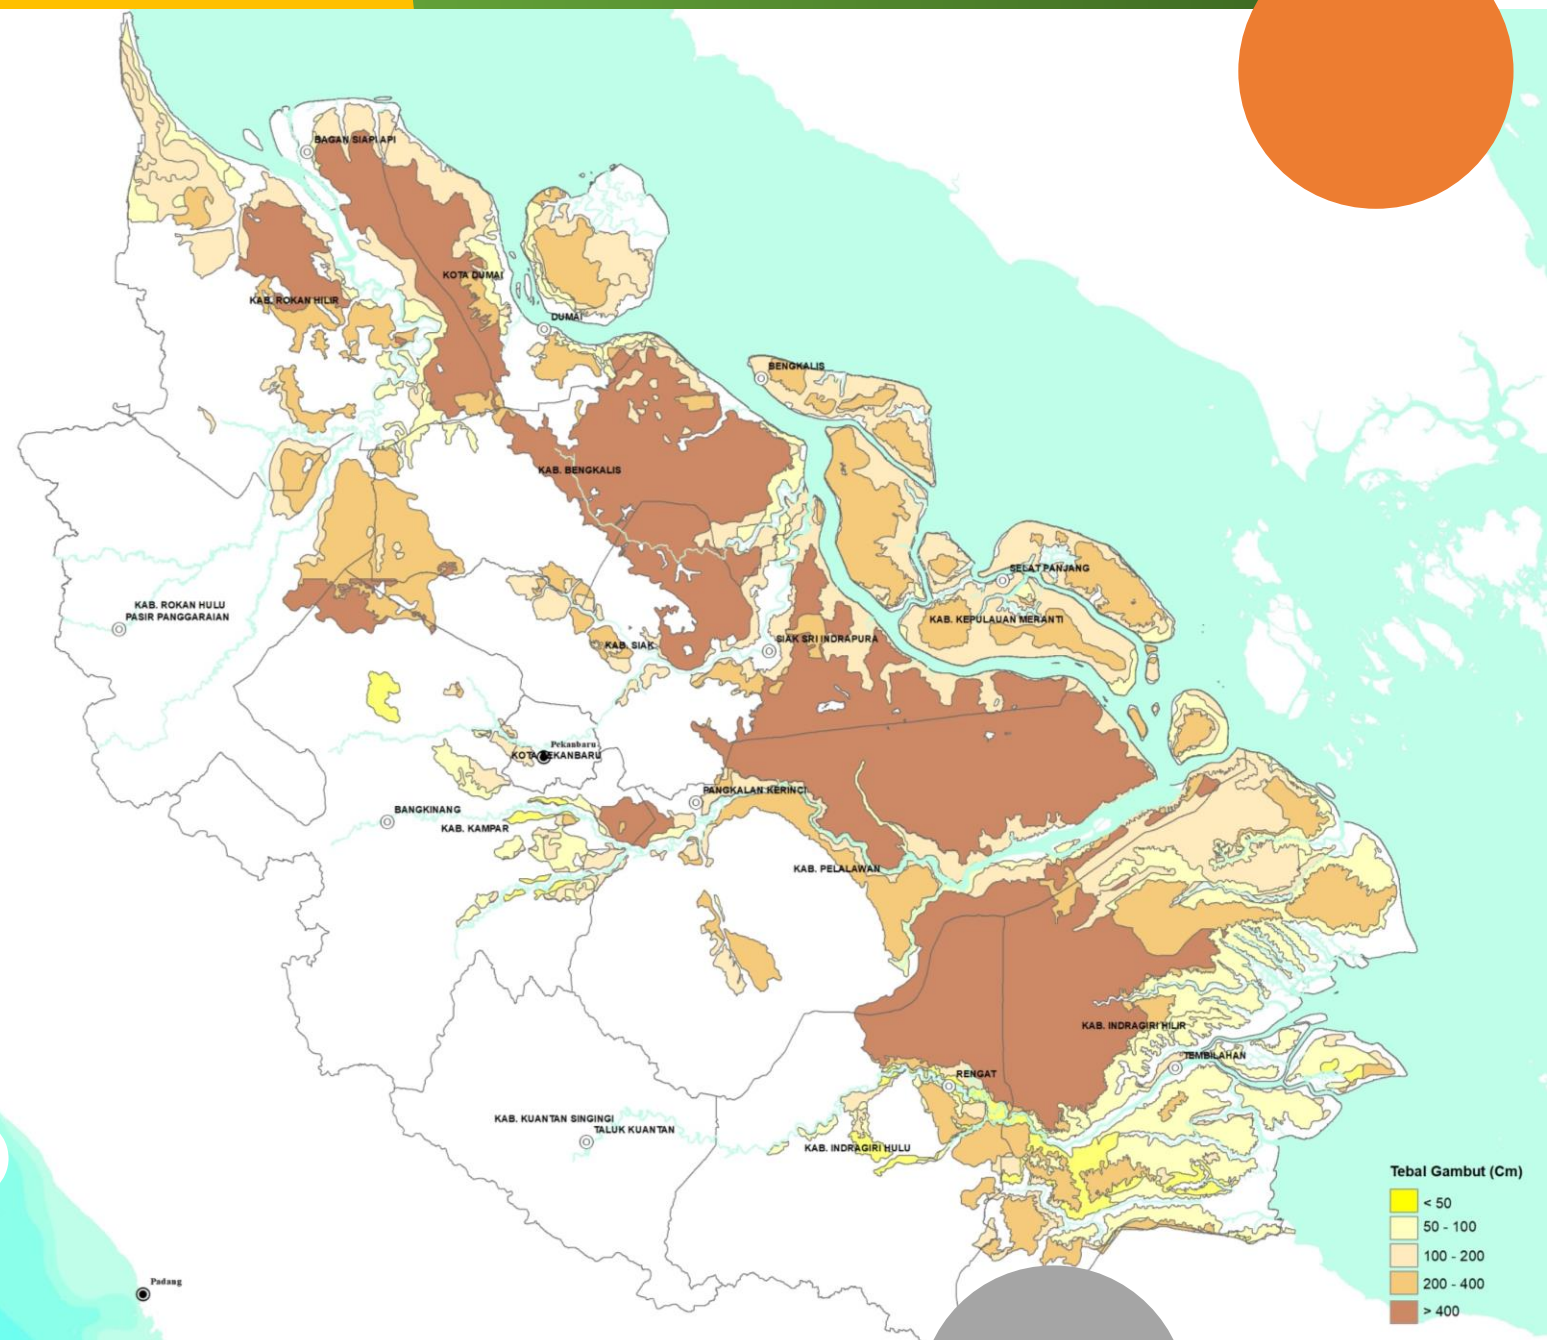 BAGAN SIAPI API
KOTA DUMAI
KAB. ROKAN HILIR
DUMAI
BENGKALIS
KAB. BENGKALIS
SELAT PANJANG
KAB. ROKAN HULU
PASIR PANGGARAIAN
KAB. KEPULAUAN MERANTI
SIAK SRI INDRAPURA
KAB. SIAK
Pekanbaru
KOTA PEKANBARU
PANGKALAN KERINCI
BANGKINANG
KAB. KAMPAR
KAB. PELALAWAN
KAB. INDRAGIRI HILIR
TEMBILAHAN
RENGAT
KAB. KUANTAN SINGINGI
TALUK KUANTAN
KAB. INDRAGIRI HULU
Padang
Tebal Gambut (Cm)
< 50
50 - 100
100 - 200
200 - 400
> 400